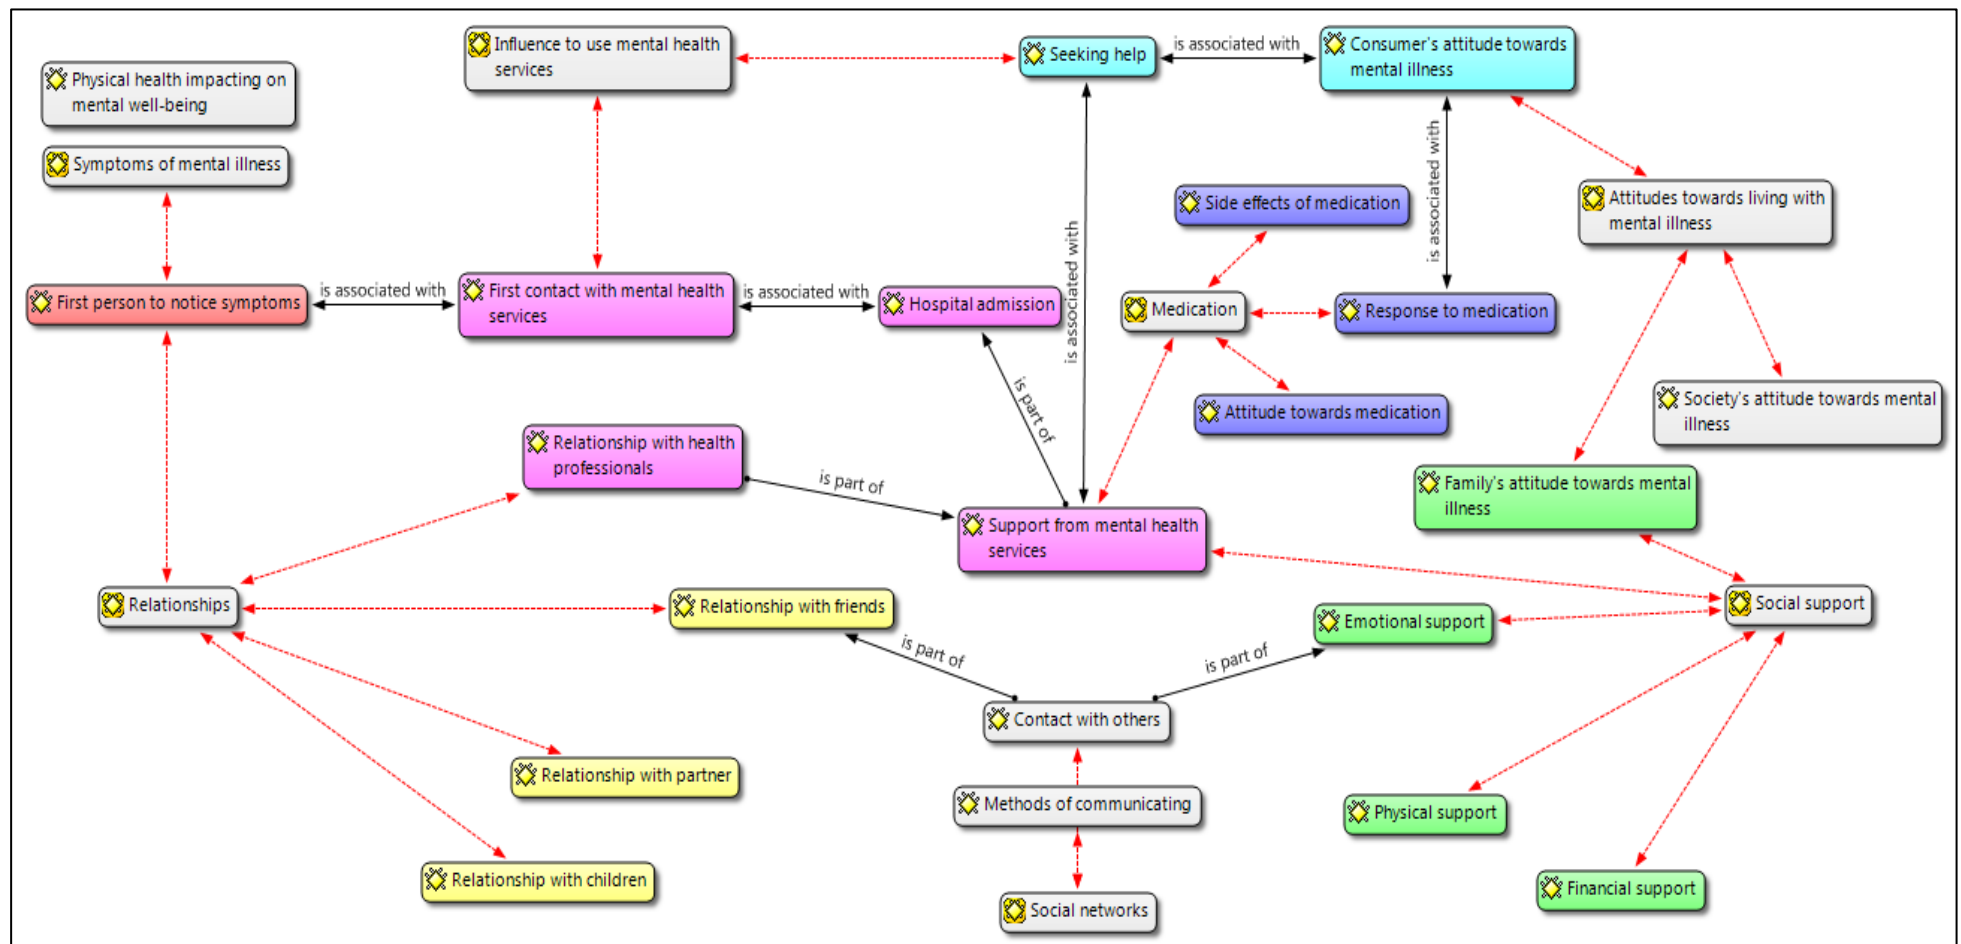 Influence to use mental health
services
Seeking help
is associated with
Consumer's attitude towards
mental illness
Physical health impacting on
mental well-being
Symptoms of mental illness
is associated with
Side effects of medication
Attitudes towards living with
mental illness
is associated with
First person to notice symptoms
is associated with
First contact with mental health
services
is associated with
Hospital admission
Medication
Response to medication
is part of
Attitude towards medication
Society's attitude towards mental
illness
Relationship with health
professionals
is part of
Family's attitude towards mental
illness
Support from mental health
services
Relationships
Relationship with friends
Emotional support
Social support
is part of
is part of
Contact with others
Relationship with partner
Methods of communicating
Physical support
Relationship with children
Social networks
Financial support